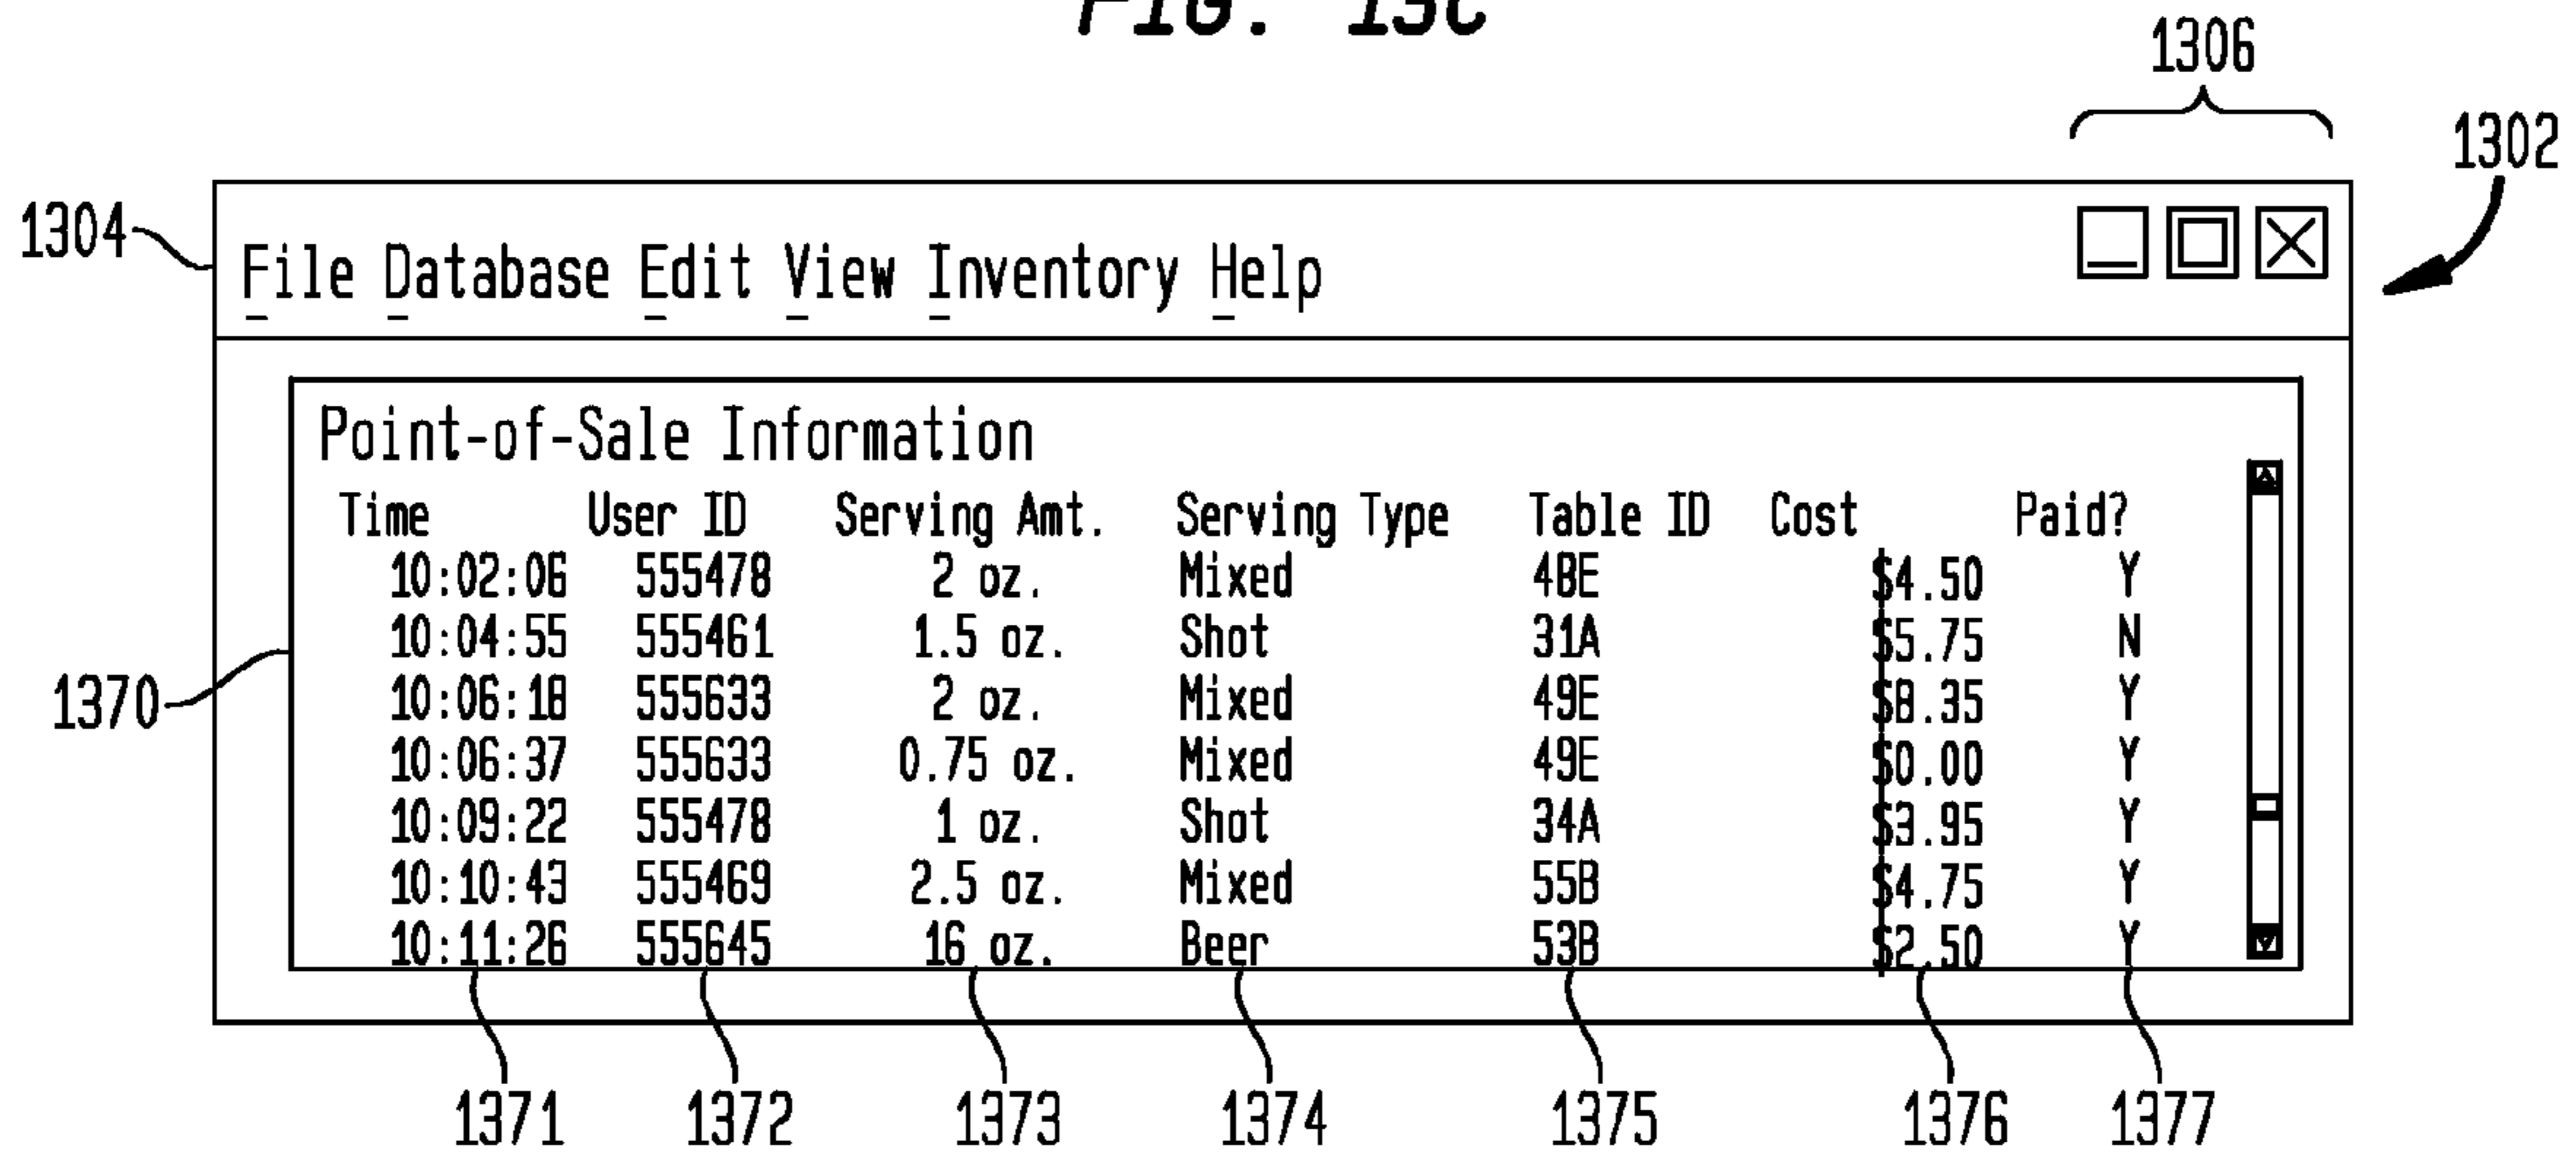 FIG. 13C
1306
1302
1304
File Database Edit View Inventory Help
Point-of-Sale Information
Time User ID Serving Amt. Serving Type Table ID Cost Paid?
10:02:06 555478 2 oz. Mixed 48E $4.50 Y
10:04:55 555461 1.5 oz. Shot 31A $5.75 N
10:06:18 555633 2 oz. Mixed 49E $8.35 Y
1370
10:06:37 555633 0.75 oz. Mixed 49E $0.00 Y
10:09:22 555478 1 oz. Shot 34A $3.95 Y
10:10:43 555469 2.5 oz. Mixed 55B $4.75 Y
10:11:26 555645 16 oz. Beer 53B $2.50 Y
1371 1372 1373 1374 1375 1376 1377